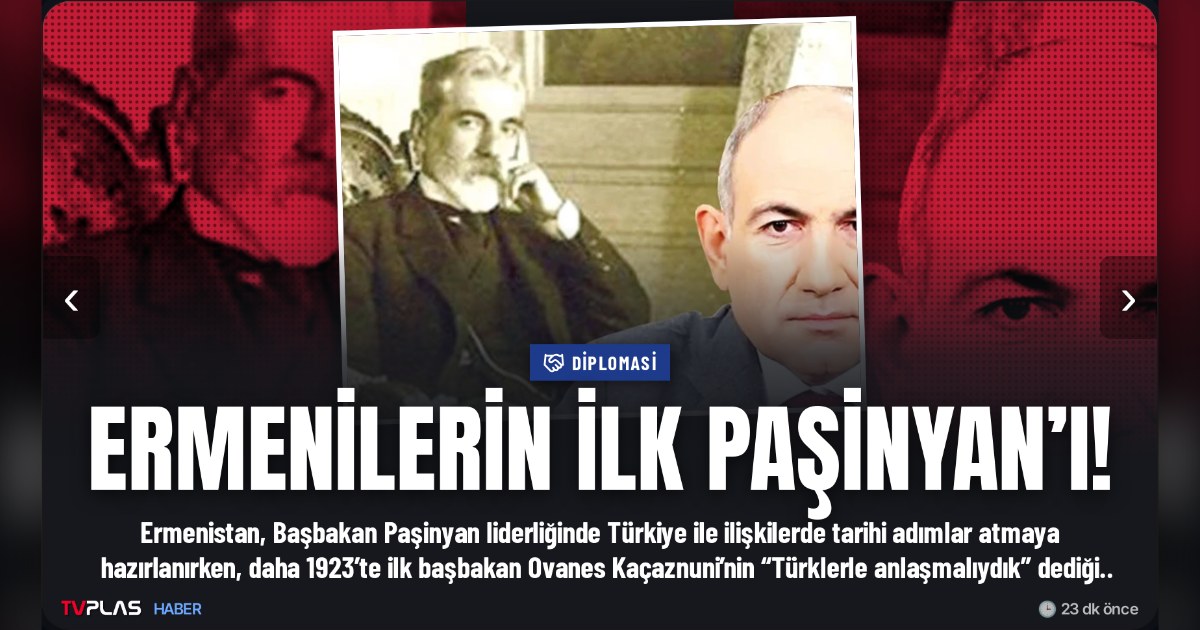 DİPLOMASİ
ERMENİLERİN İLK PAŞİNYAN’I!
Ermenistan, Başbakan Paşinyan liderliğinde Türkiye ile ilişkilerde tarihi adımlar atmaya
hazırlanırken, daha 1923’te ilk başbakan Ovanes Kaçaznuni’nin “Türklerle anlaşmalıydık” dediği..
TVPLAS HABER
23 dk önce